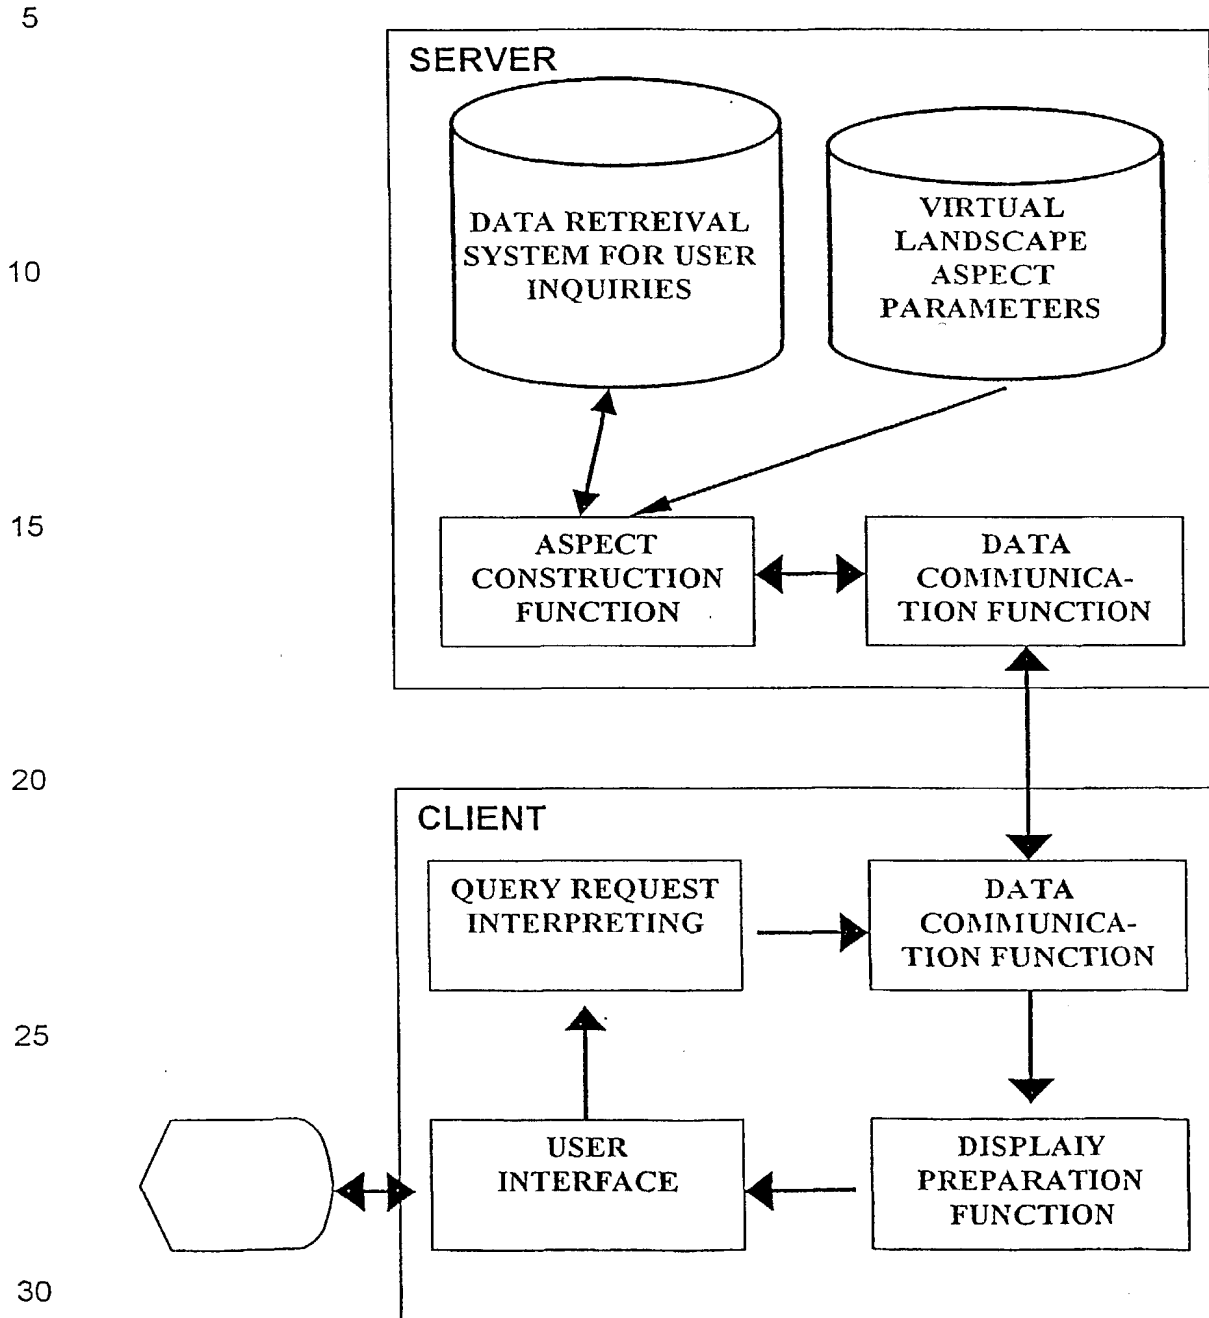 5
SERVER
DATA RETREIVAL
SYSTEM FOR USER
INQUIRIES
VIRTUAL
LANDSCAPE
ASPECT
PARAMETERS
10
15
ASPECT
CONSTRUCTION
FUNCTION
DATA
COMMUNICA-
TION FUNCTION
20
CLIENT
QUERY REQUEST
INTERPRETING
DATA
COMMUNICA-
TION FUNCTION
25
USER
INTERFACE
DISPLAIY
PREPARATION
FUNCTION
30